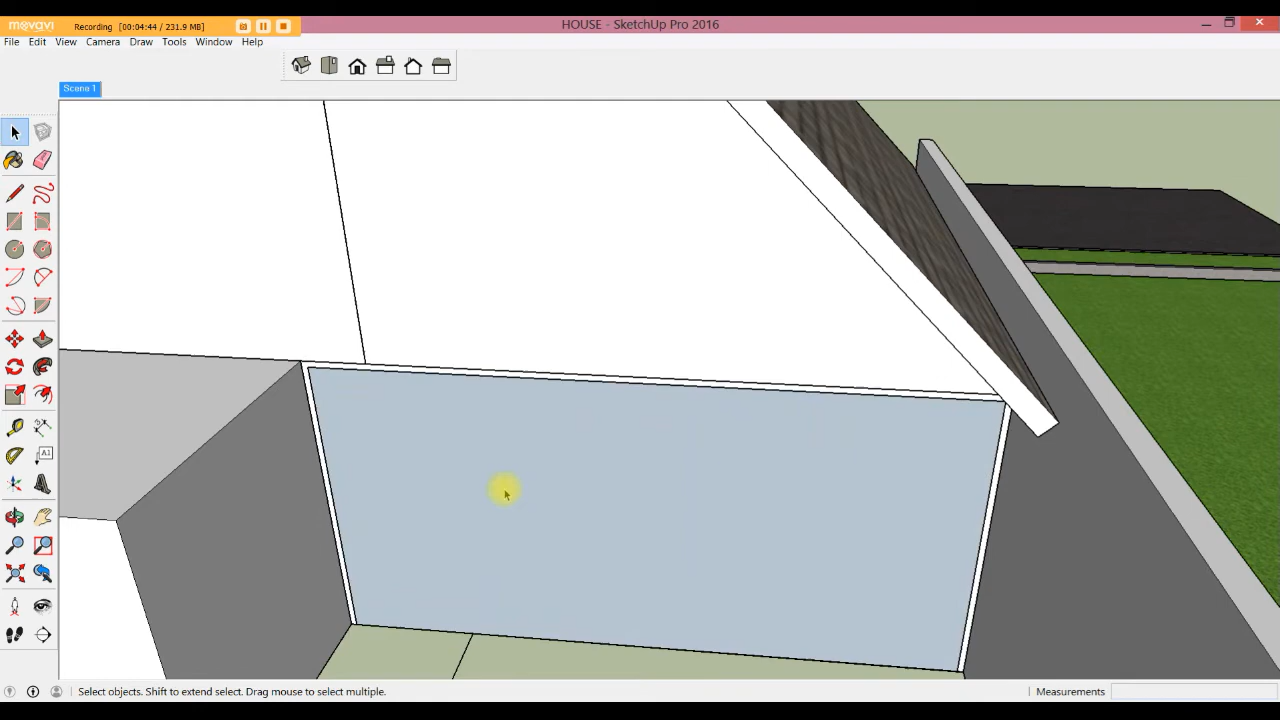 movavi
Recording [00:04:44 / 231.9 MB]
HOUSE - SketchUp Pro 2016
File Edit View Camera Draw Tools Window Help
Scene 1
A1
Select objects. Shift to extend select. Drag mouse to select multiple.
Measurements